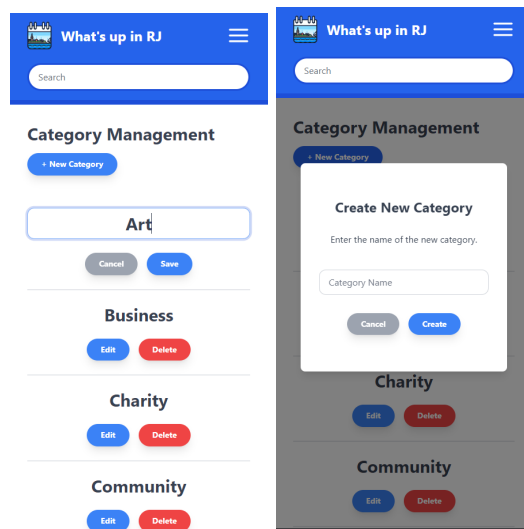 What's up in RJ
Search
Category Management
+ New Category
Art
Cancel Save
Business
Edit Delete
Charity
Edit Delete
Community
Edit Delete
What's up in RJ
Search
Category Management
+ New Category
Create New Category
Enter the name of the new category.
Category Name
Cancel Create
Charity
Edit Delete
Community
Edit Delete